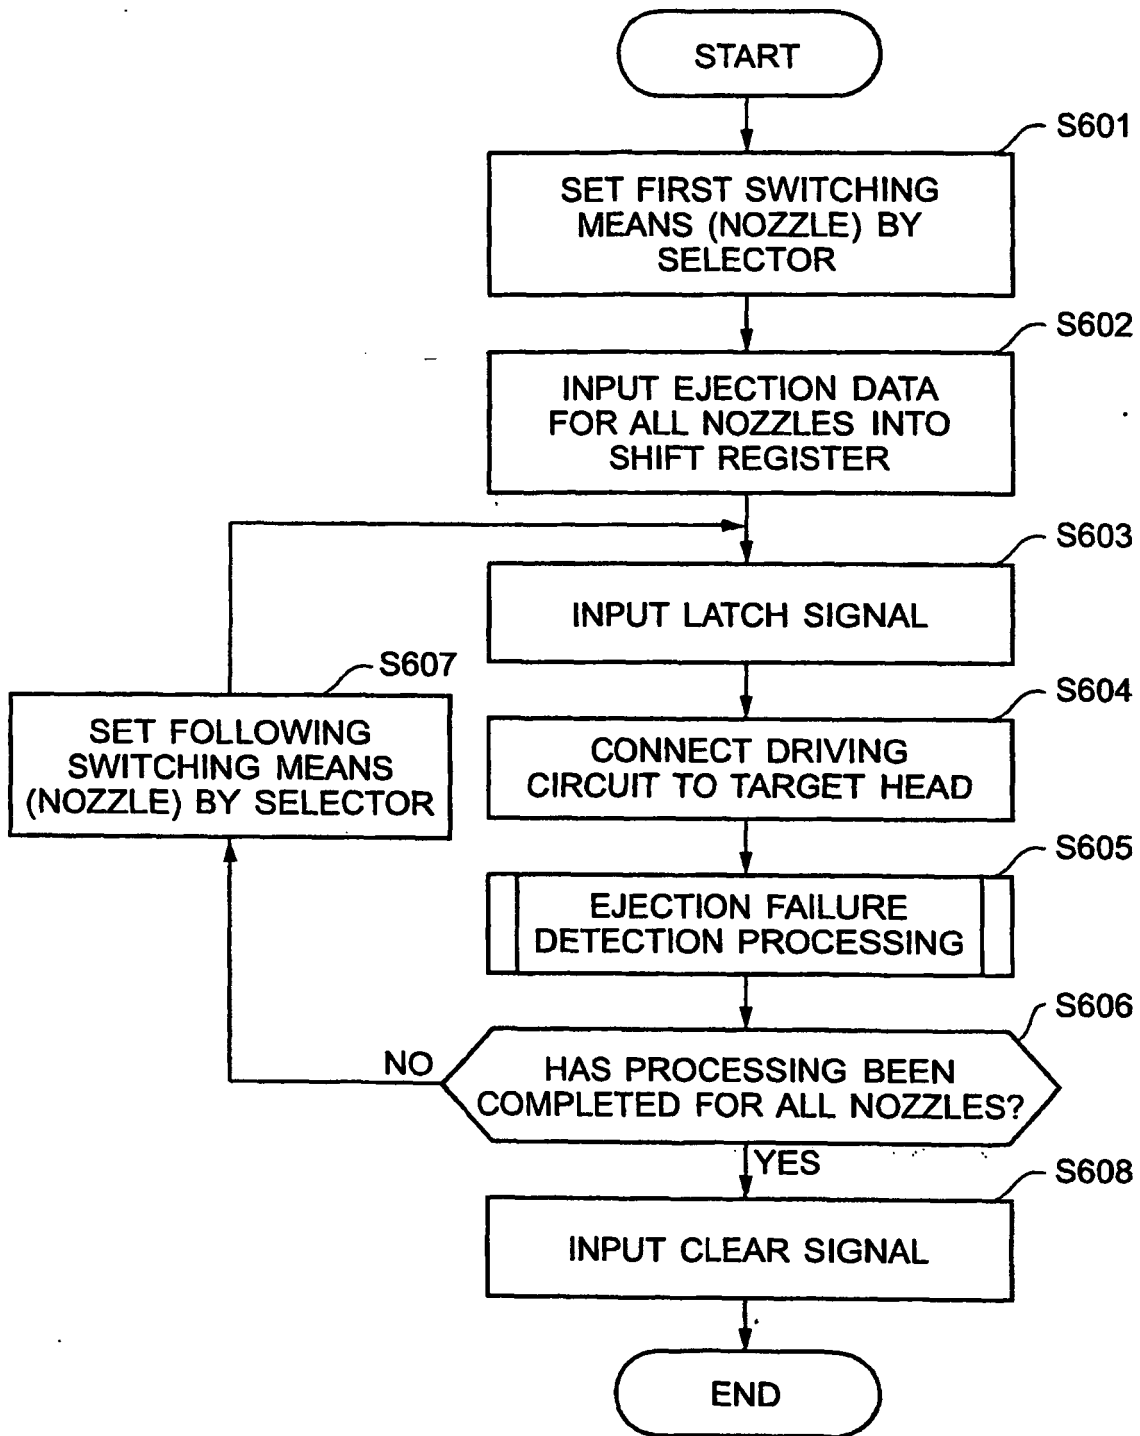 START
S601
SET FIRST SWITCHING
MEANS (NOZZLE) BY
SELECTOR
S602
INPUT EJECTION DATA
FOR ALL NOZZLES INTO
SHIFT REGISTER
S603
INPUT LATCH SIGNAL
S607
SET FOLLOWING
SWITCHING MEANS
(NOZZLE) BY SELECTOR
S604
CONNECT DRIVING
CIRCUIT TO TARGET HEAD
S605
EJECTION FAILURE
DETECTION PROCESSING
S606
NO
HAS PROCESSING BEEN
COMPLETED FOR ALL NOZZLES?
YES
S608
INPUT CLEAR SIGNAL
END